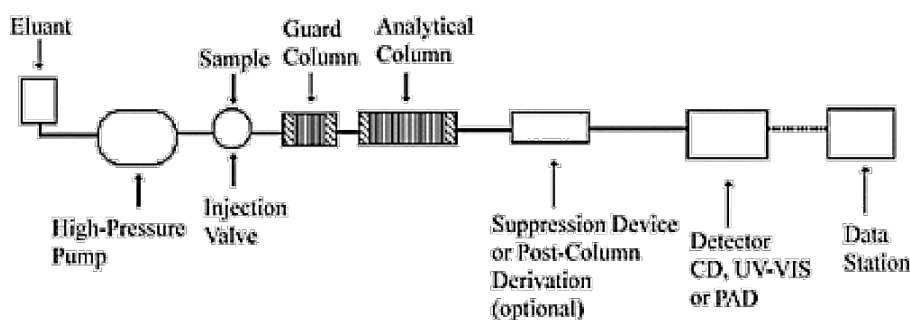 Eluant
Sample
Guard
Column
Analytical
Column
High-Pressure
Pump
Injection
Valve
Suppression Device
or Post-Column
Derivation
(optional)
Detector
CD, UV-VIS
or PAD
Data
Station